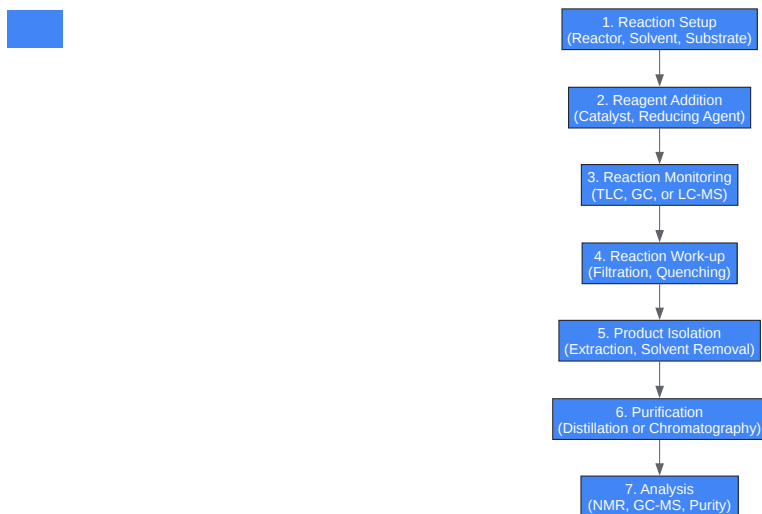 1. Reaction Setup
(Reactor, Solvent, Substrate)
2. Reagent Addition
(Catalyst, Reducing Agent)
3. Reaction Monitoring
(TLC, GC, or LC-MS)
4. Reaction Work-up
(Filtration, Quenching)
5. Product Isolation
(Extraction, Solvent Removal)
6. Purification
(Distillation or Chromatography)
7. Analysis
(NMR, GC-MS, Purity)